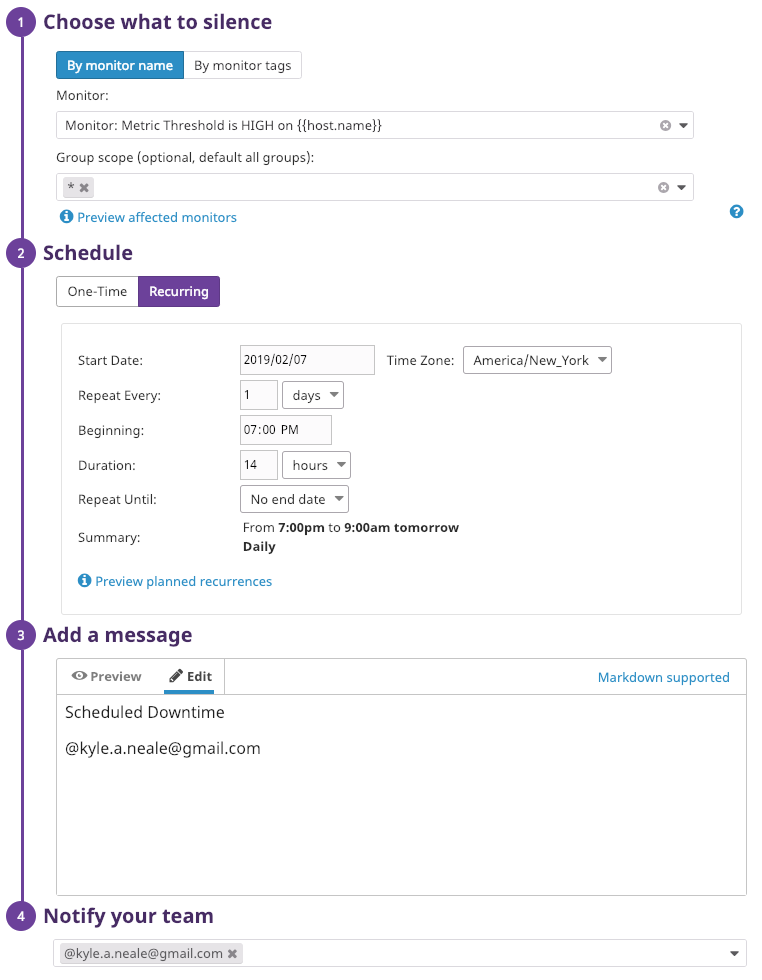 1 Choose what to silence
By monitor name By monitor tags
Monitor:
Monitor: Metric Threshold is HIGH on {{host.name}}
Group scope (optional, default all groups):
*
Preview affected monitors
2 Schedule
One-Time Recurring
Start Date: 2019/02/07 Time Zone: America/New_York
Repeat Every: 1 days
Beginning: 07:00 PM
Duration: 14 hours
Repeat Until: No end date
Summary: From 7:00pm to 9:00am tomorrow
Daily
Preview planned recurrences
3 Add a message
Preview Edit Markdown supported
Scheduled Downtime
@kyle.a.neale@gmail.com
4 Notify your team
@kyle.a.neale@gmail.com